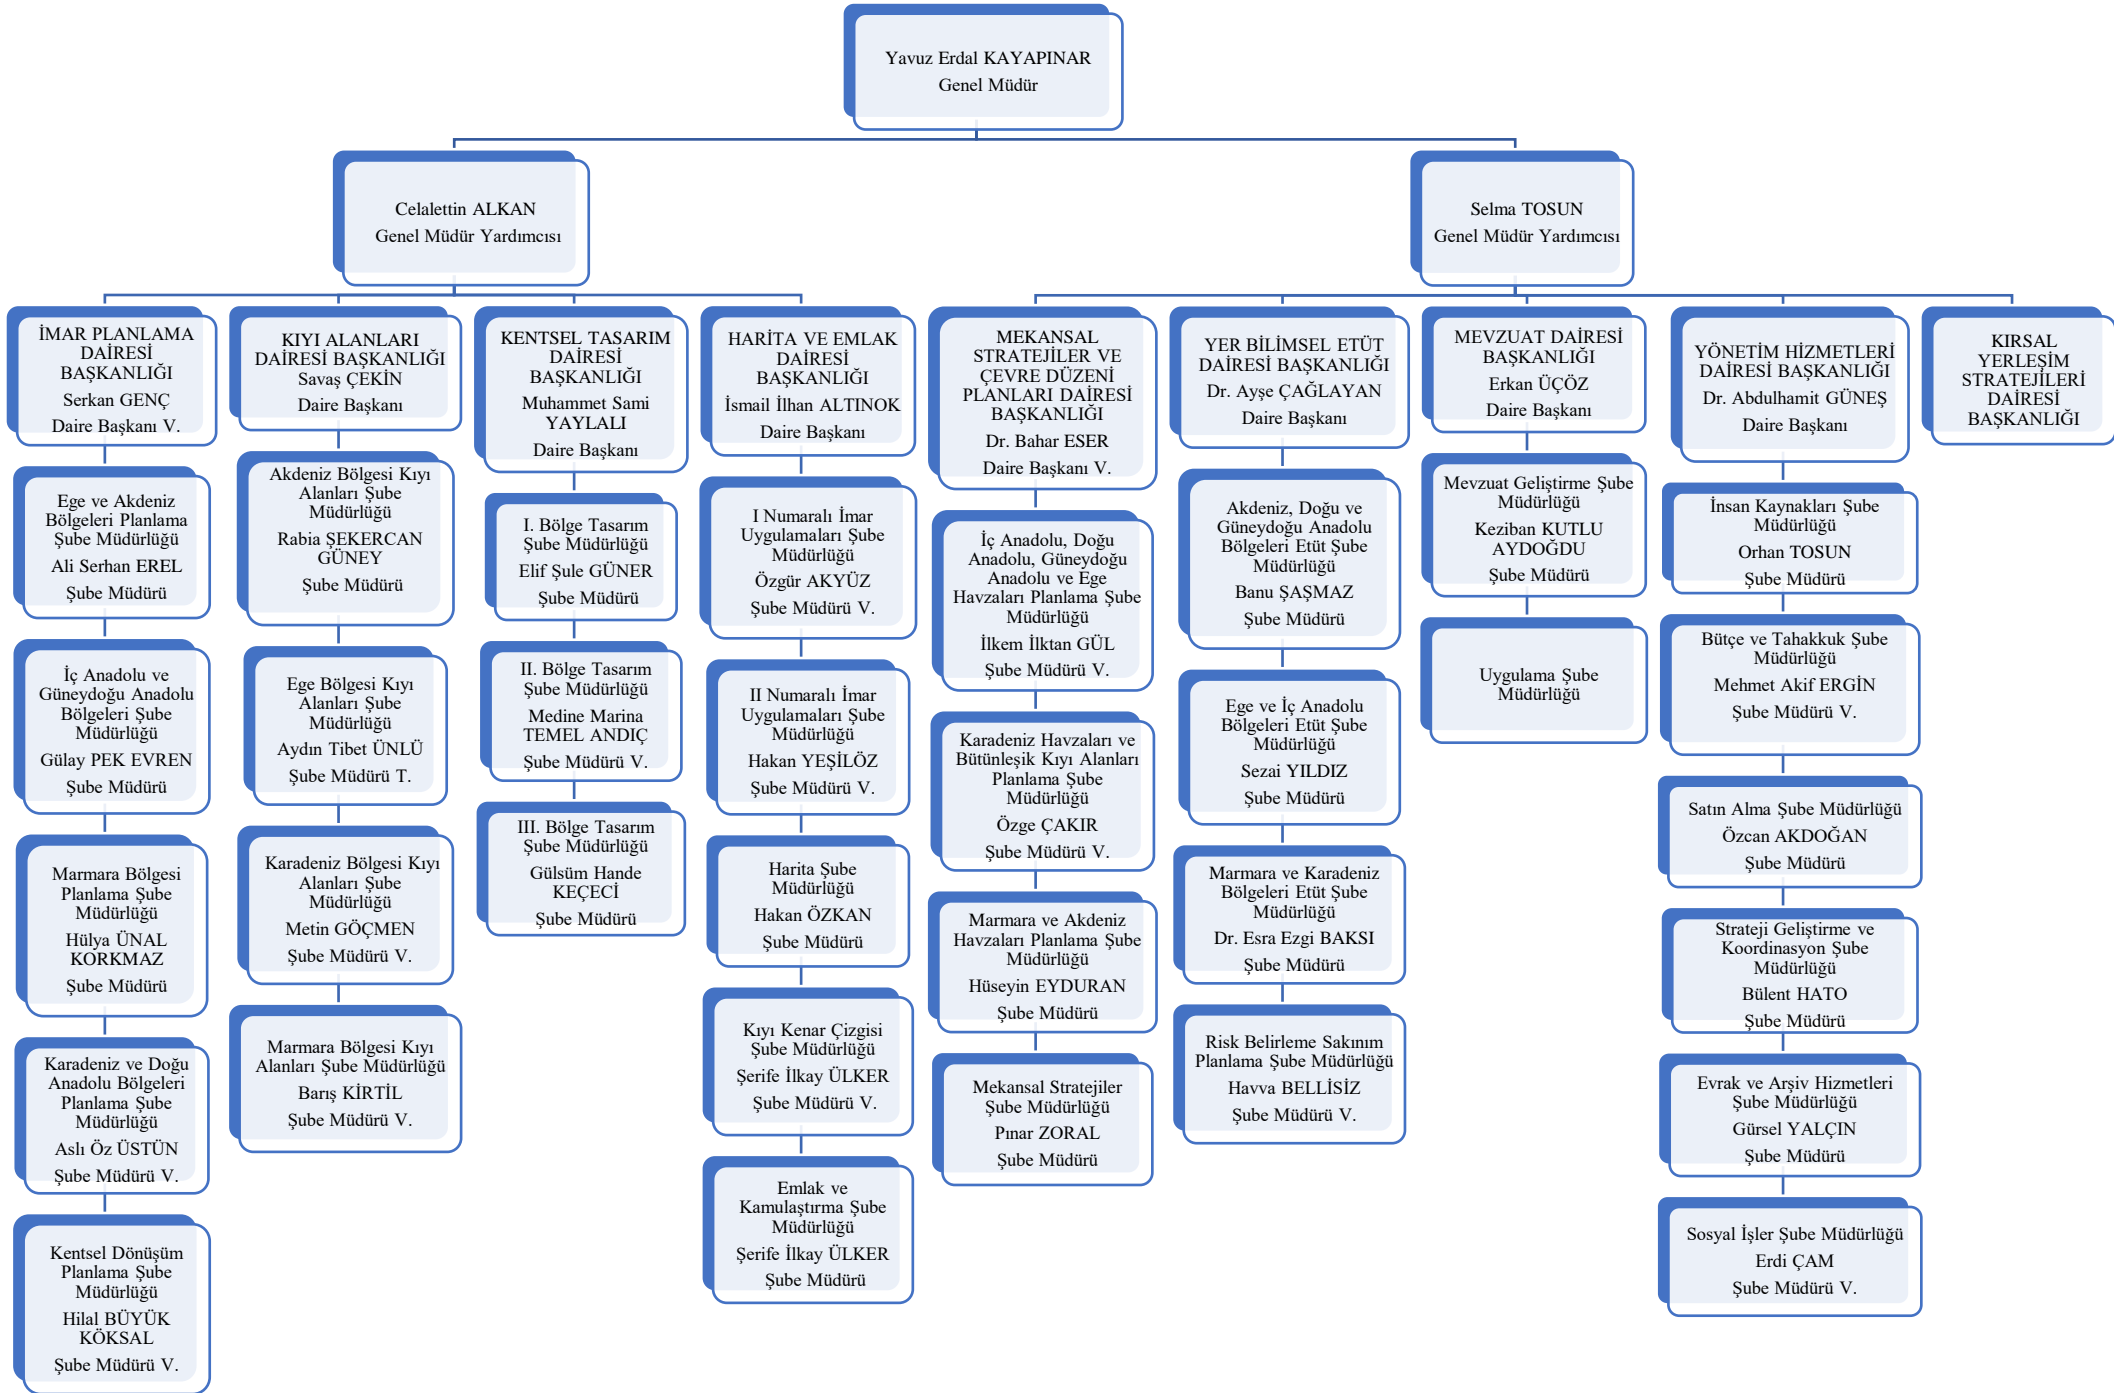 Yavuz Erdal KAYAPINAR
Genel Müdür
Celalettin ALKAN
Genel Müdür Yardımcısı
Selma TOSUN
Genel Müdür Yardımcısı
İMAR PLANLAMA
DAİRESİ
BAŞKANLIĞI
Serkan GENÇ
Daire Başkanı V.
Ege ve Akdeniz
Bölgeleri Planlama
Şube Müdürlüğü
Ali Serhan EREL
Şube Müdürü
İç Anadolu ve
Güneydoğu Anadolu
Bölgeleri Şube
Müdürlüğü
Gülay PEK EVREN
Şube Müdürü
Marmara Bölgesi
Planlama Şube
Müdürlüğü
Hülya ÜNAL
KORKMAZ
Şube Müdürü
Karadeniz ve Doğu
Anadolu Bölgeleri
Planlama Şube
Müdürlüğü
Aslı Öz ÜSTÜN
Şube Müdürü V.
Kentsel Dönüşüm
Planlama Şube
Müdürlüğü
Hilal BÜYÜK
KÖKSAL
Şube Müdürü V.
KIYI ALANLARI
DAİRESİ BAŞKANLIĞI
Savaş ÇEKİN
Daire Başkanı
Akdeniz Bölgesi Kıyı
Alanları Şube
Müdürlüğü
Rabia ŞEKERCAN
GÜNEY
Şube Müdürü
Ege Bölgesi Kıyı
Alanları Şube
Müdürlüğü
Aydın Tibet ÜNLÜ
Şube Müdürü T.
Karadeniz Bölgesi Kıyı
Alanları Şube
Müdürlüğü
Metin GÖÇMEN
Şube Müdürü V.
Marmara Bölgesi Kıyı
Alanları Şube Müdürlüğü
Barış KİRTİL
Şube Müdürü V.
KENTSEL TASARIM
DAİRESİ
BAŞKANLIĞI
Muhammet Sami
YAYLALI
Daire Başkanı
I. Bölge Tasarım
Şube Müdürlüğü
Elif Şule GÜNER
Şube Müdürü
II. Bölge Tasarım
Şube Müdürlüğü
Medine Marina
TEMEL ANDIÇ
Şube Müdürü V.
III. Bölge Tasarım
Şube Müdürlüğü
Gülsüm Hande
KEÇECİ
Şube Müdürü
HARİTA VE EMLAK
DAİRESİ
BAŞKANLIĞI
İsmail İlhan ALTINOK
Daire Başkanı
I Numaralı İmar
Uygulamaları Şube
Müdürlüğü
Özgür AKYÜZ
Şube Müdürü V.
II Numaralı İmar
Uygulamaları Şube
Müdürlüğü
Hakan YEŞİLÖZ
Şube Müdürü V.
Harita Şube
Müdürlüğü
Hakan ÖZKAN
Şube Müdürü
Kıyı Kenar Çizgisi
Şube Müdürlüğü
Şerife İlkay ÜLKER
Şube Müdürü V.
Emlak ve
Kamulaştırma Şube
Müdürlüğü
Şerife İlkay ÜLKER
Şube Müdürü
MEKANSAL
STRATEJİLER VE
ÇEVRE DÜZENİ
PLANLARI DAİRESİ
BAŞKANLIĞI
Dr. Bahar ESER
Daire Başkanı V.
İç Anadolu, Doğu
Anadolu, Güneydoğu
Anadolu ve Ege
Havzaları Planlama Şube
Müdürlüğü
İlkem İlktan GÜL
Şube Müdürü V.
Karadeniz Havzaları ve
Bütünleşik Kıyı Alanları
Planlama Şube
Müdürlüğü
Özge ÇAKIR
Şube Müdürü V.
Marmara ve Akdeniz
Havzaları Planlama Şube
Müdürlüğü
Hüseyin EYDURAN
Şube Müdürü
Mekansal Stratejiler
Şube Müdürlüğü
Pınar ZORAL
Şube Müdürü
YER BİLİMSEL ETÜT
DAİRESİ BAŞKANLIĞI
Dr. Ayşe ÇAĞLAYAN
Daire Başkanı
Akdeniz, Doğu ve
Güneydoğu Anadolu
Bölgeleri Etüt Şube
Müdürlüğü
Banu ŞAŞMAZ
Şube Müdürü
Ege ve İç Anadolu
Bölgeleri Etüt Şube
Müdürlüğü
Sezai YILDIZ
Şube Müdürü
Marmara ve Karadeniz
Bölgeleri Etüt Şube
Müdürlüğü
Dr. Esra Ezgi BAKSI
Şube Müdürü
Risk Belirleme Sakınım
Planlama Şube Müdürlüğü
Havva BELLİSİZ
Şube Müdürü V.
MEVZUAT DAİRESİ
BAŞKANLIĞI
Erkan ÜÇÖZ
Daire Başkanı
Mevzuat Geliştirme Şube
Müdürlüğü
Keziban KUTLU
AYDOĞDU
Şube Müdürü
Uygulama Şube
Müdürlüğü
YÖNETİM HİZMETLERİ
DAİRESİ BAŞKANLIĞI
Dr. Abdulhamit GÜNEŞ
Daire Başkanı
İnsan Kaynakları Şube
Müdürlüğü
Orhan TOSUN
Şube Müdürü
Bütçe ve Tahakkuk Şube
Müdürlüğü
Mehmet Akif ERGİN
Şube Müdürü V.
Satın Alma Şube Müdürlüğü
Özcan AKDOĞAN
Şube Müdürü
Strateji Geliştirme ve
Koordinasyon Şube
Müdürlüğü
Bülent HATO
Şube Müdürü
Evrak ve Arşiv Hizmetleri
Şube Müdürlüğü
Gürsel YALÇIN
Şube Müdürü
Sosyal İşler Şube Müdürlüğü
Erdi ÇAM
Şube Müdürü V.
KIRSAL
YERLEŞİM
STRATEJİLERİ
DAİRESİ
BAŞKANLIĞI